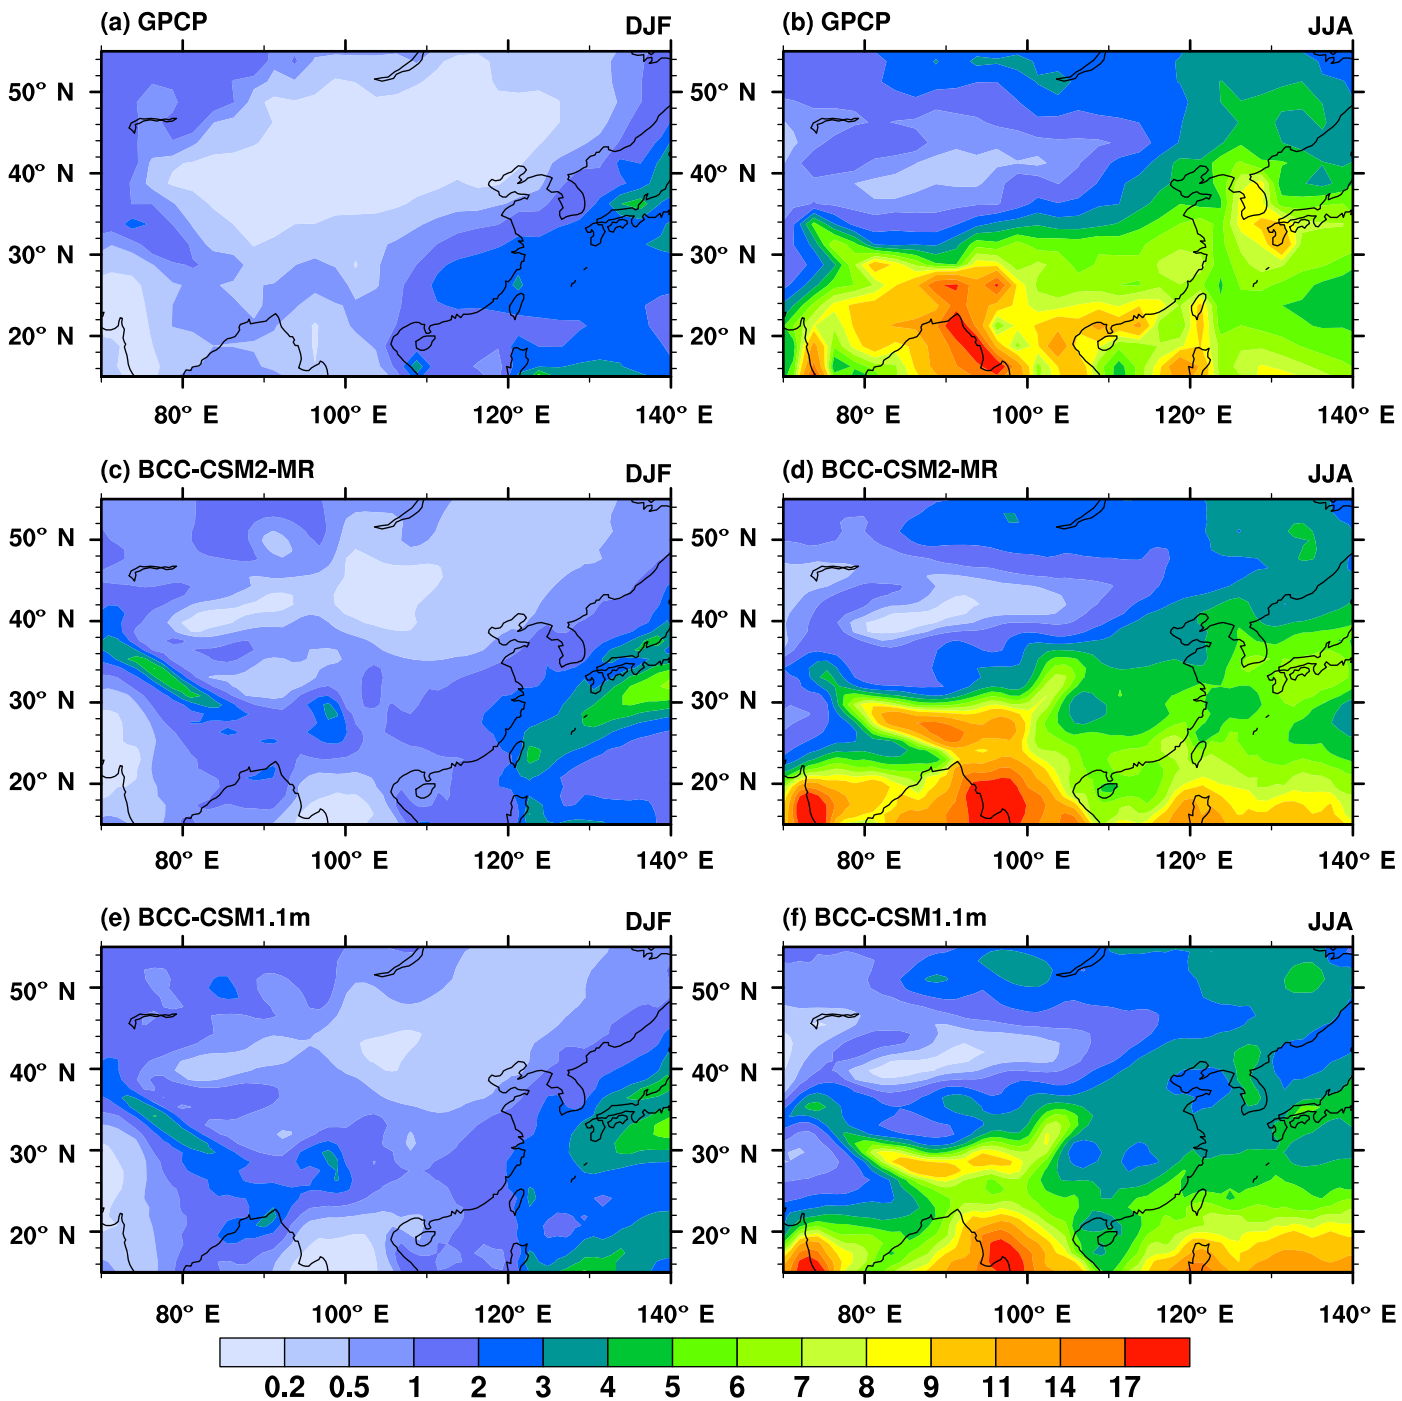 (a) GPCP DJF
(b) GPCP JJA
50° N 50° N
40° N 40° N
30° N 30° N
20° N 20° N
80° E 100° E 120° E 140° E 80° E 100° E 120° E 140° E
(c) BCC-CSM2-MR DJF
(d) BCC-CSM2-MR JJA
50° N 50° N
40° N 40° N
30° N 30° N
20° N 20° N
80° E 100° E 120° E 140° E 80° E 100° E 120° E 140° E
(e) BCC-CSM1.1m DJF
(f) BCC-CSM1.1m JJA
50° N 50° N
40° N 40° N
30° N 30° N
20° N 20° N
80° E 100° E 120° E 140° E 80° E 100° E 120° E 140° E
0.2 0.5 1 2 3 4 5 6 7 8 9 11 14 17